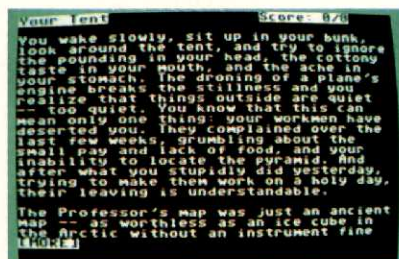 Your Tent Score: 0/0
You wake slowly, sit up in your bunk,
look around the tent, and try to ignore
the pounding in your head, the cottony
taste in your mouth, and the ache in
your stomach. The droning of a plane's
engine breaks the stillness and you
realize that things outside are quiet
-- too quiet. You know that this can
mean only one thing: your workmen have
deserted you. They complained over the
last few weeks, grumbling about the
small pay and lack of food, and your
inability to locate the pyramid. And
after what you stupidly did yesterday,
trying to make them work on a holy day,
their leaving is understandable.
The Professor's map was just an ancient
map -- as worthless as an ice cube in
the Arctic without an instrument fine
[MORE]